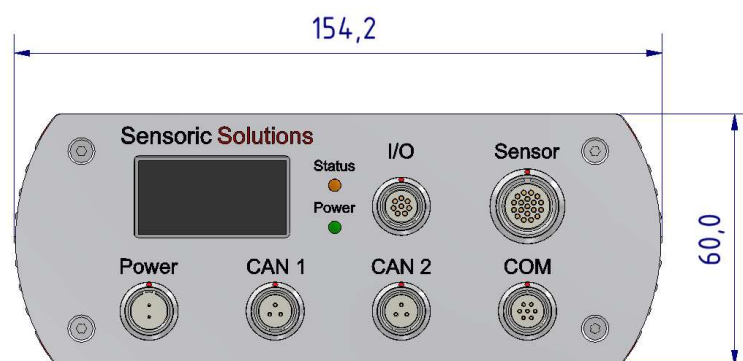 154,2
Sensoric Solutions
Status
I/O
Sensor
Power
60,0
Power
CAN 1
CAN 2
COM